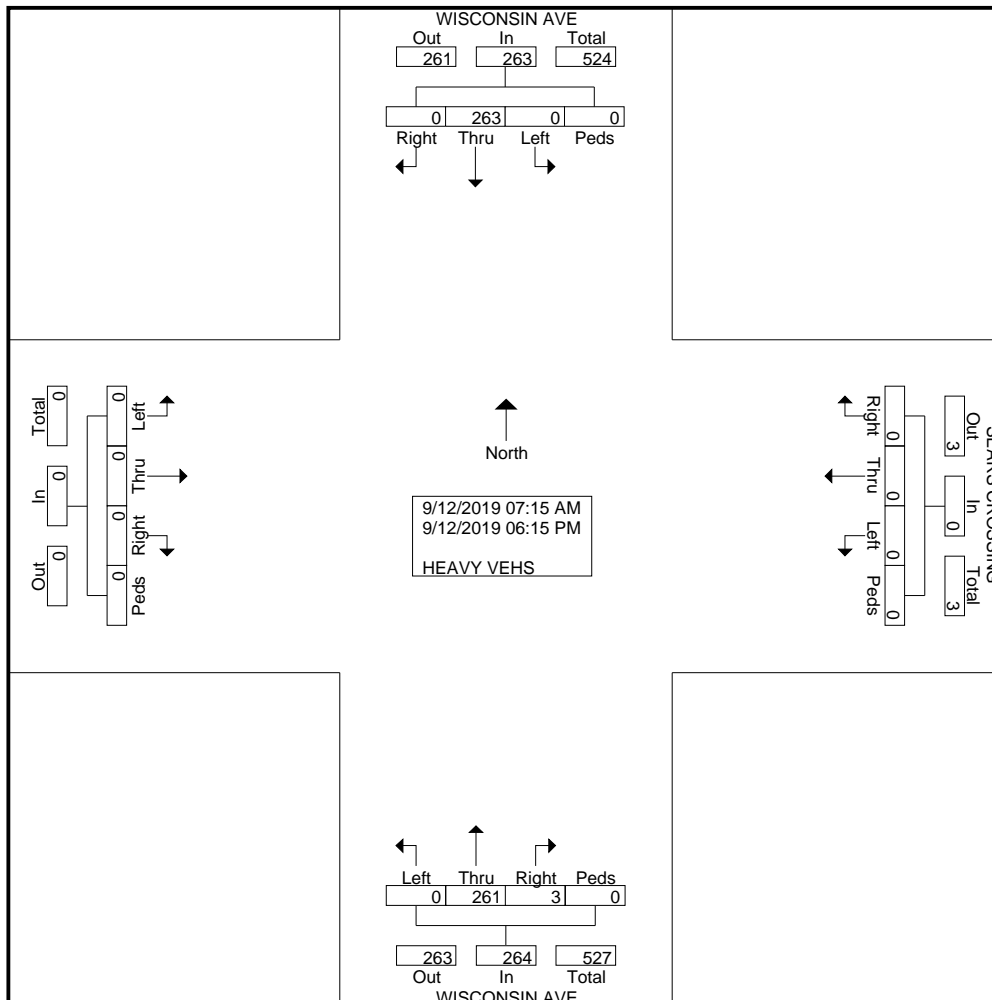 WISCONSIN AVE
Out In Total
261 263 524
0 263 0 0
Right Thru Left Peds
Total In Out
0 0 0
0 0 0 0
Left Thru Right Peds
North
9/12/2019 07:15 AM
9/12/2019 06:15 PM
HEAVY VEHS
Right Thru Left Peds
0 0 0 0
Out In Total
3 0 3
SEARS CROSSING
Left Thru Right Peds
0 261 3 0
263 264 527
Out In Total
WISCONSIN AVE